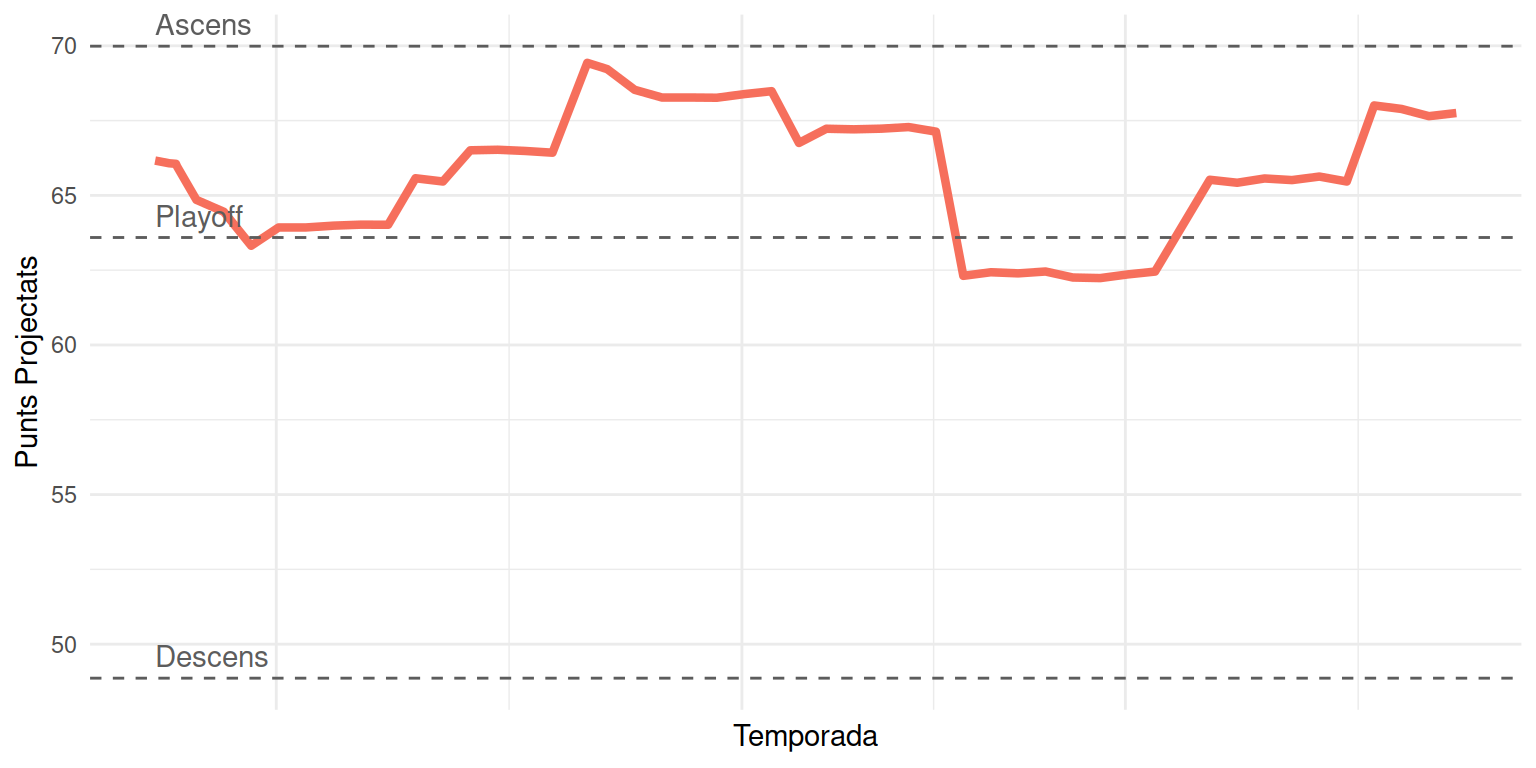 Ascens
70
65
Playoff
60
55
50
Descens
Punts Projectats
Temporada